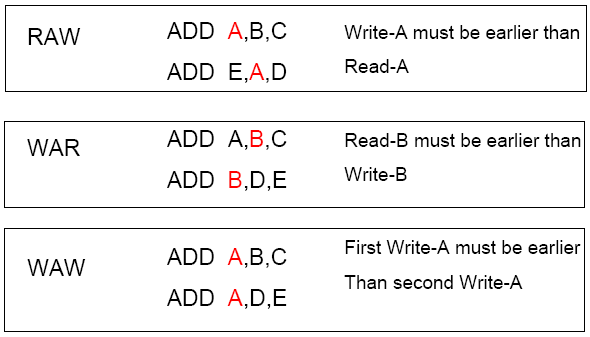 RAW ADD A,B,C Write-A must be earlier than
ADD E,A,D Read-A
WAR ADD A,B,C Read-B must be earlier than
ADD B,D,E Write-B
WAW ADD A,B,C First Write-A must be earlier
ADD A,D,E Than second Write-A